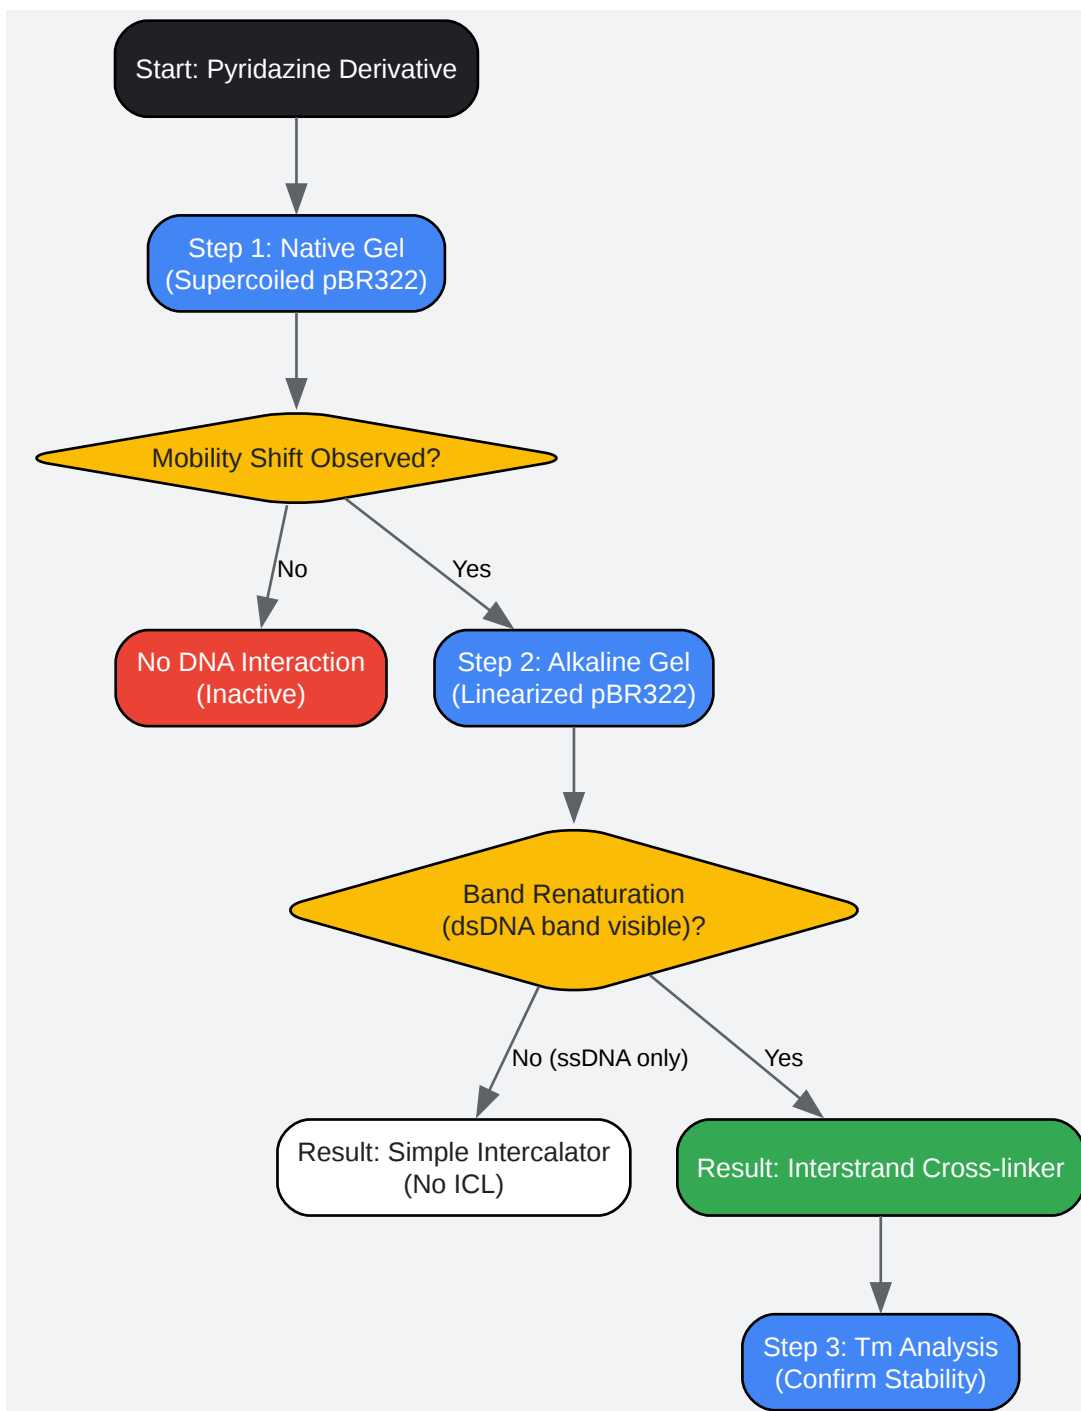 Start: Pyridazine Derivative
Step 1: Native Gel
(Supercoiled pBR322)
Mobility Shift Observed?
No
Yes
No DNA Interaction
(Inactive)
Step 2: Alkaline Gel
(Linearized pBR322)
Band Renaturation
(dsDNA band visible)?
No (ssDNA only)
Yes
Result: Simple Intercalator
(No ICL)
Result: Interstrand Cross-linker
Step 3: Tm Analysis
(Confirm Stability)